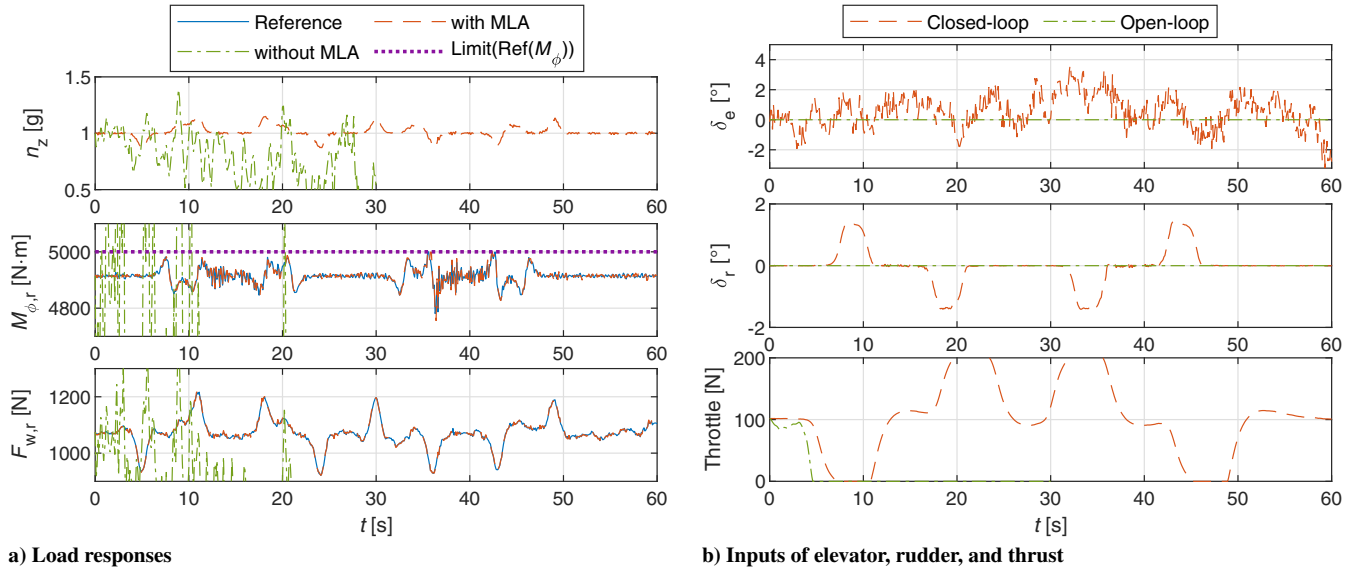 Reference
with MLA
without MLA
Limit(Ref(M_ϕ))
1.5
1
0.5
n_z [g]
0 10 20 30 40 50 60
5000
4800
M_ϕ,r [N·m]
0 10 20 30 40 50 60
1200
1000
F_w,r [N]
0 10 20 30 40 50 60
t [s]
a) Load responses
Closed-loop
Open-loop
4
2
0
-2
δ_e [°]
0 10 20 30 40 50 60
2
0
-2
δ_r [°]
0 10 20 30 40 50 60
200
100
0
Throttle [N]
0 10 20 30 40 50 60
t [s]
b) Inputs of elevator, rudder, and thrust